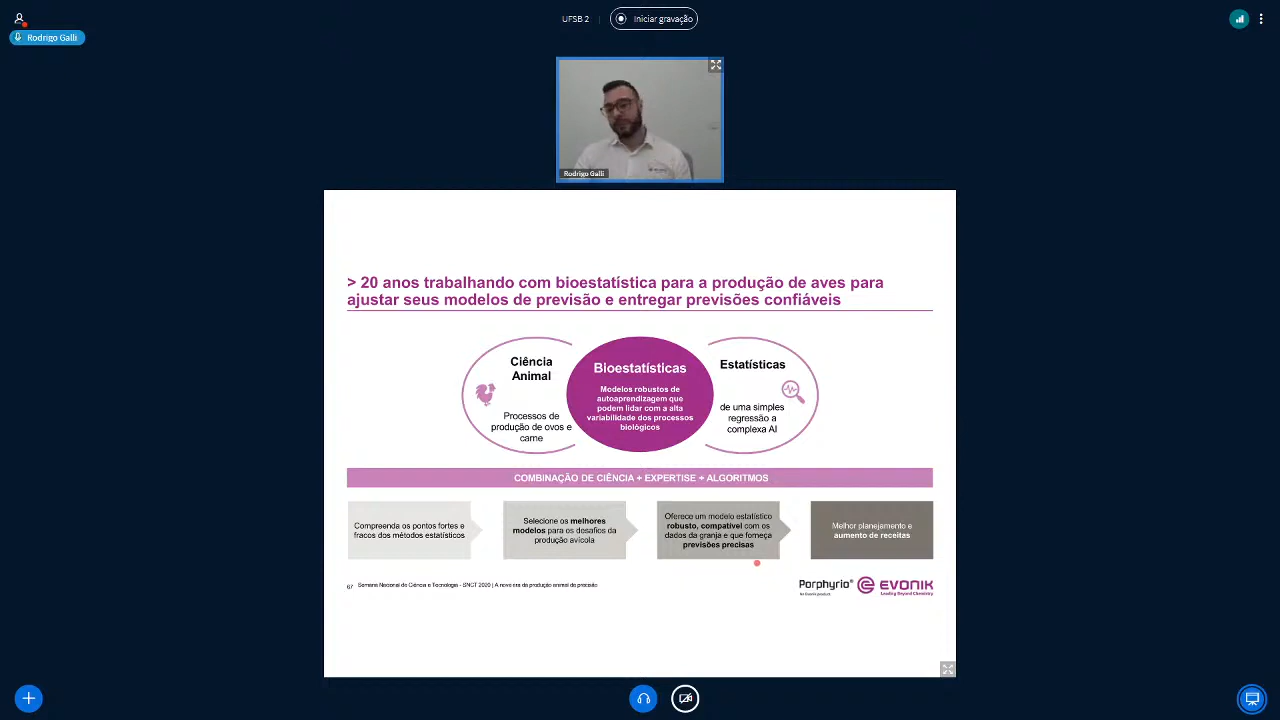 UFSB 2
Iniciar gravação
Rodrigo Galli
Rodrigo Galli
> 20 anos trabalhando com bioestatística para a produção de aves para
ajustar seus modelos de previsão e entregar previsões confiáveis
Ciência
Animal
Processos de
produção de ovos e
carne
Bioestatísticas
Modelos robustos de
autoaprendizagem que
podem lidar com a alta
variabilidade dos processos
biológicos
Estatísticas
de uma simples
regressão a
complexa AI
COMBINAÇÃO DE CIÊNCIA + EXPERTISE + ALGORITMOS
Compreenda os pontos fortes e
fracos dos métodos estatísticos
Selecione os melhores
modelos para os desafios da
produção avícola
Oferece um modelo estatístico
robusto, compatível com os
dados da granja e que forneça
previsões precisas
Melhor planejamento e
aumento de receitas
67 Semana Nacional de Ciência e Tecnologia - SNCT 2020 | A nova era da produção animal de precisão
Porphyrio®
An Evonik product
EVONIK
Leading Beyond Chemistry